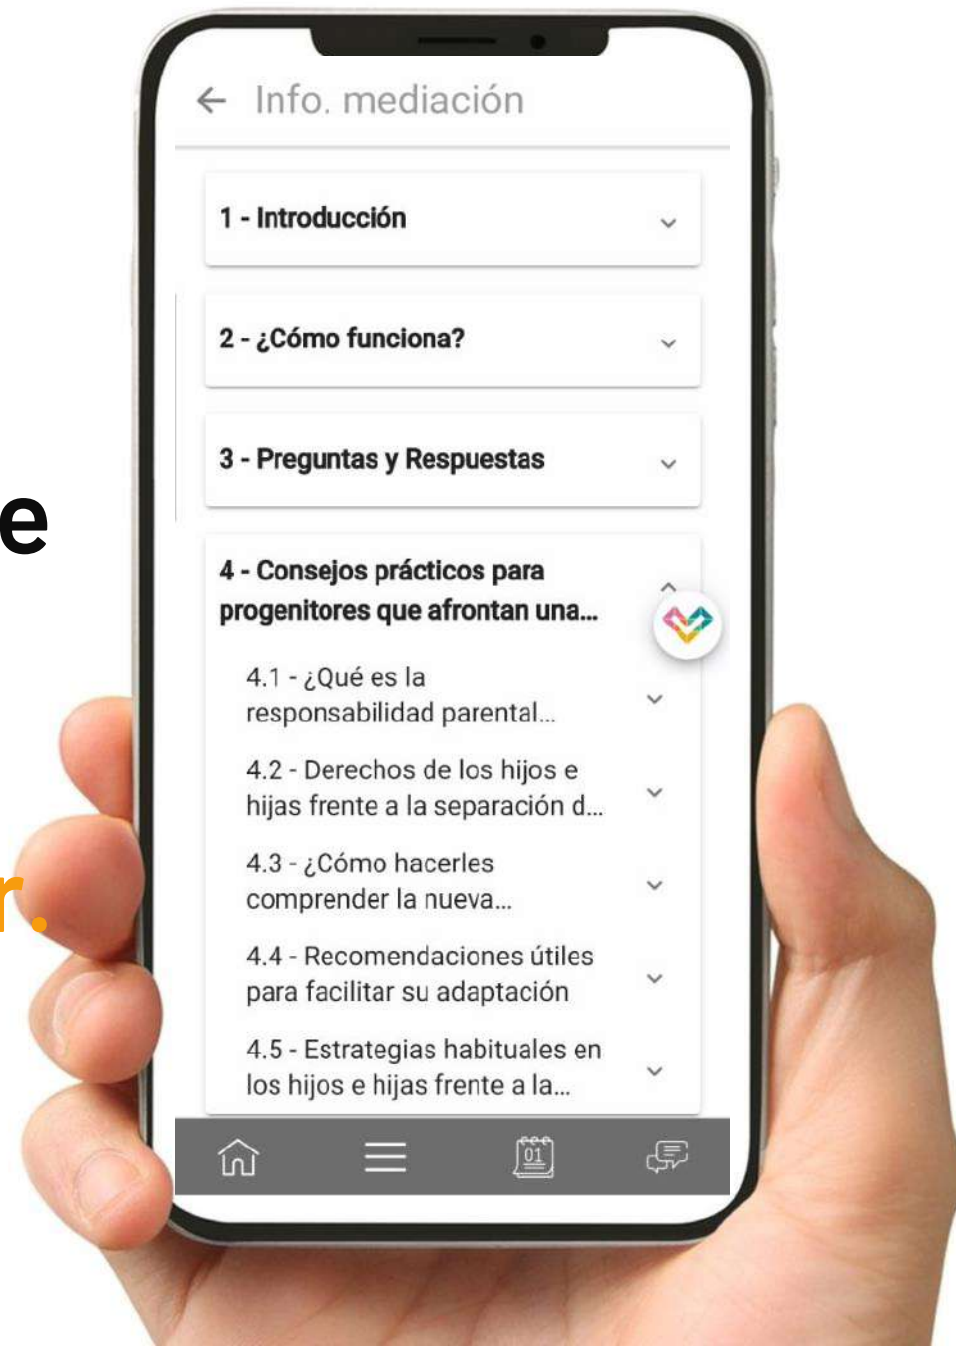 Info. mediación
1 - Introducción
2 - ¿Cómo funciona?
3 - Preguntas y Respuestas
e
4 - Consejos prácticos para
progenitores que afrontan una...
4.1 - ¿Qué es la
responsabilidad parental...
4.2 - Derechos de los hijos e
hijas frente a la separación d...
4.3 - ¿Cómo hacerles
comprender la nueva...
r.
4.4 - Recomendaciones útiles
para facilitar su adaptación
4.5 - Estrategias habituales en
los hijos e hijas frente a la...
01